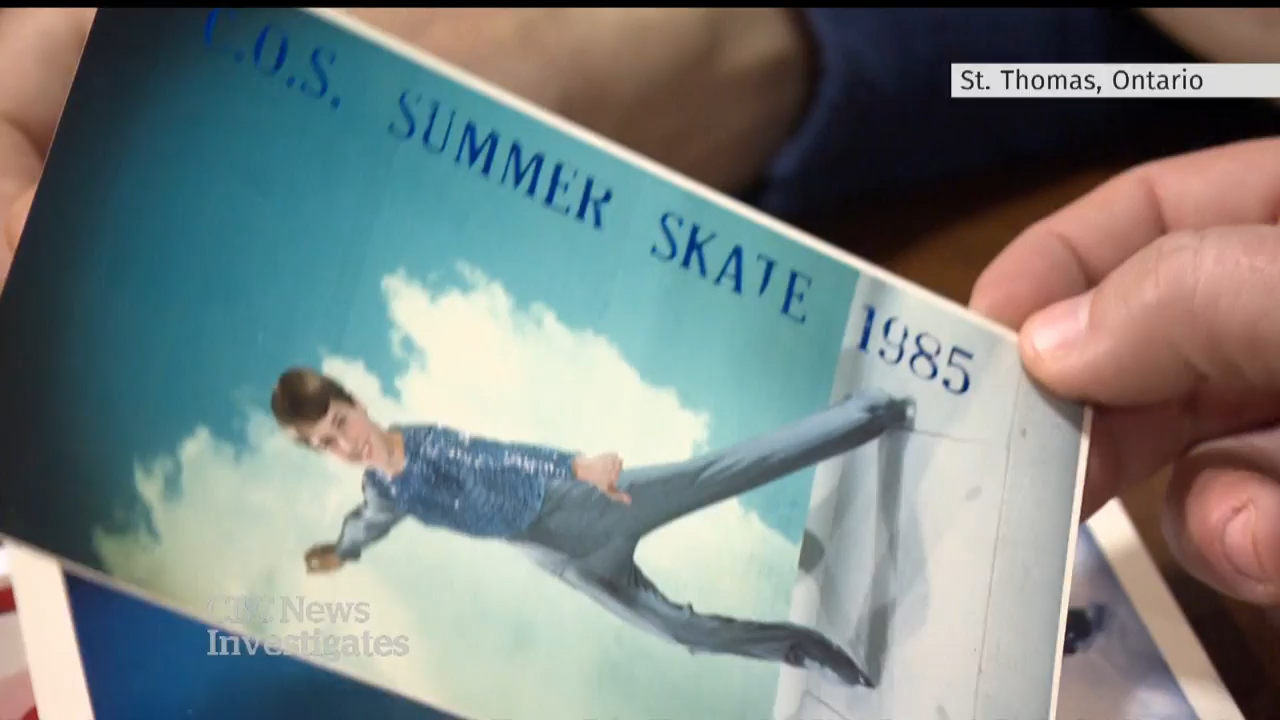 C.O.S. SUMMER SKATE 1985
St. Thomas, Ontario
CBC News
Investigates